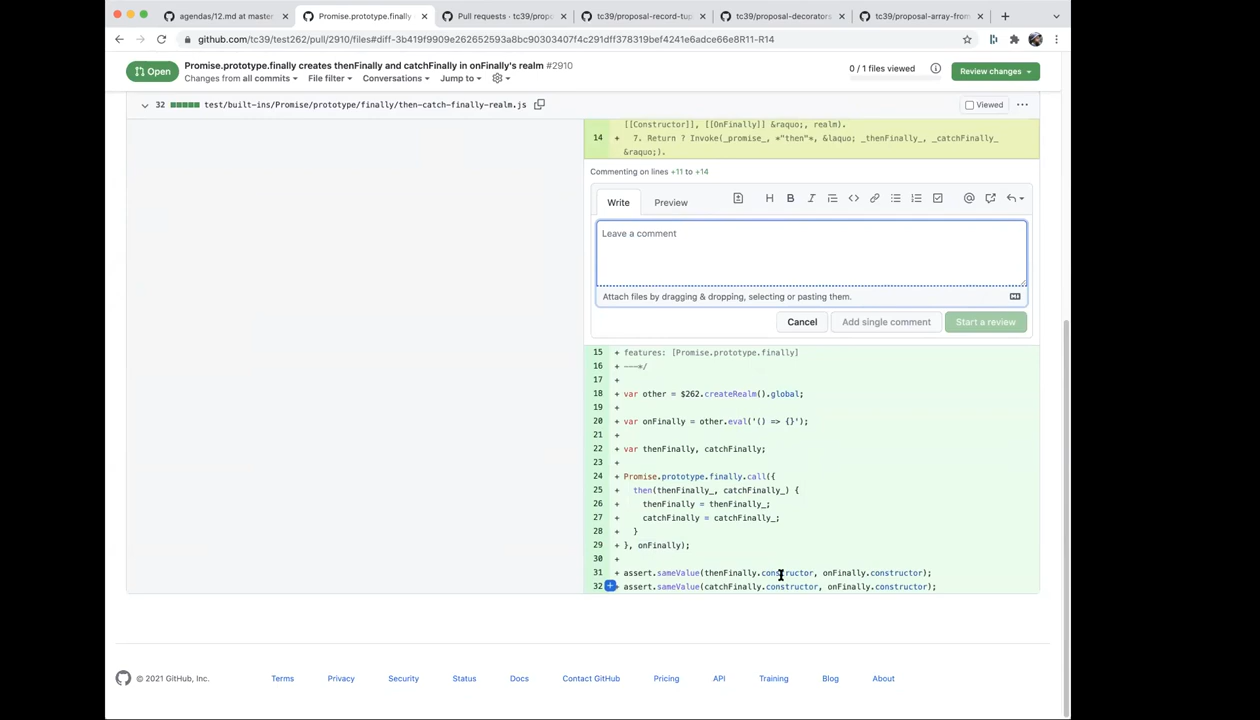 agendas/12.md at master
Promise.prototype.finally
Pull requests · tc39/propo
tc39/proposal-record-tup
tc39/proposal-decorators
tc39/proposal-array-from
github.com/tc39/test262/pull/2910/files#diff-3b419f9909e262652593a8bc90303407f4c291dff378319bef4241e6adce66e8R11-R14
Open
Promise.prototype.finally creates thenFinally and catchFinally in onFinally's realm #2910
Changes from all commits
File filter
Conversations
Jump to
0 / 1 files viewed
Review changes
32
test/built-ins/Promise/prototype/finally/then-catch-finally-realm.js
Viewed
[[Constructor]], [[OnFinally]] &raquo;, realm).
14 + 7. Return ? Invoke(_promise_, *"then"*, &laquo; _thenFinally_, _catchFinally_
&raquo;).
Commenting on lines +11 to +14
Write
Preview
Leave a comment
Attach files by dragging & dropping, selecting or pasting them.
Cancel
Add single comment
Start a review
15 + features: [Promise.prototype.finally]
16 + ---*/
17 +
18 + var other = $262.createRealm().global;
19 +
20 + var onFinally = other.eval('() => {}');
21 +
22 + var thenFinally, catchFinally;
23 +
24 + Promise.prototype.finally.call({
25 + then(thenFinally_, catchFinally_) {
26 + thenFinally = thenFinally_;
27 + catchFinally = catchFinally_;
28 + }
29 + }, onFinally);
30 +
31 + assert.sameValue(thenFinally.constructor, onFinally.constructor);
32 + assert.sameValue(catchFinally.constructor, onFinally.constructor);
© 2021 GitHub, Inc.
Terms
Privacy
Security
Status
Docs
Contact GitHub
Pricing
API
Training
Blog
About